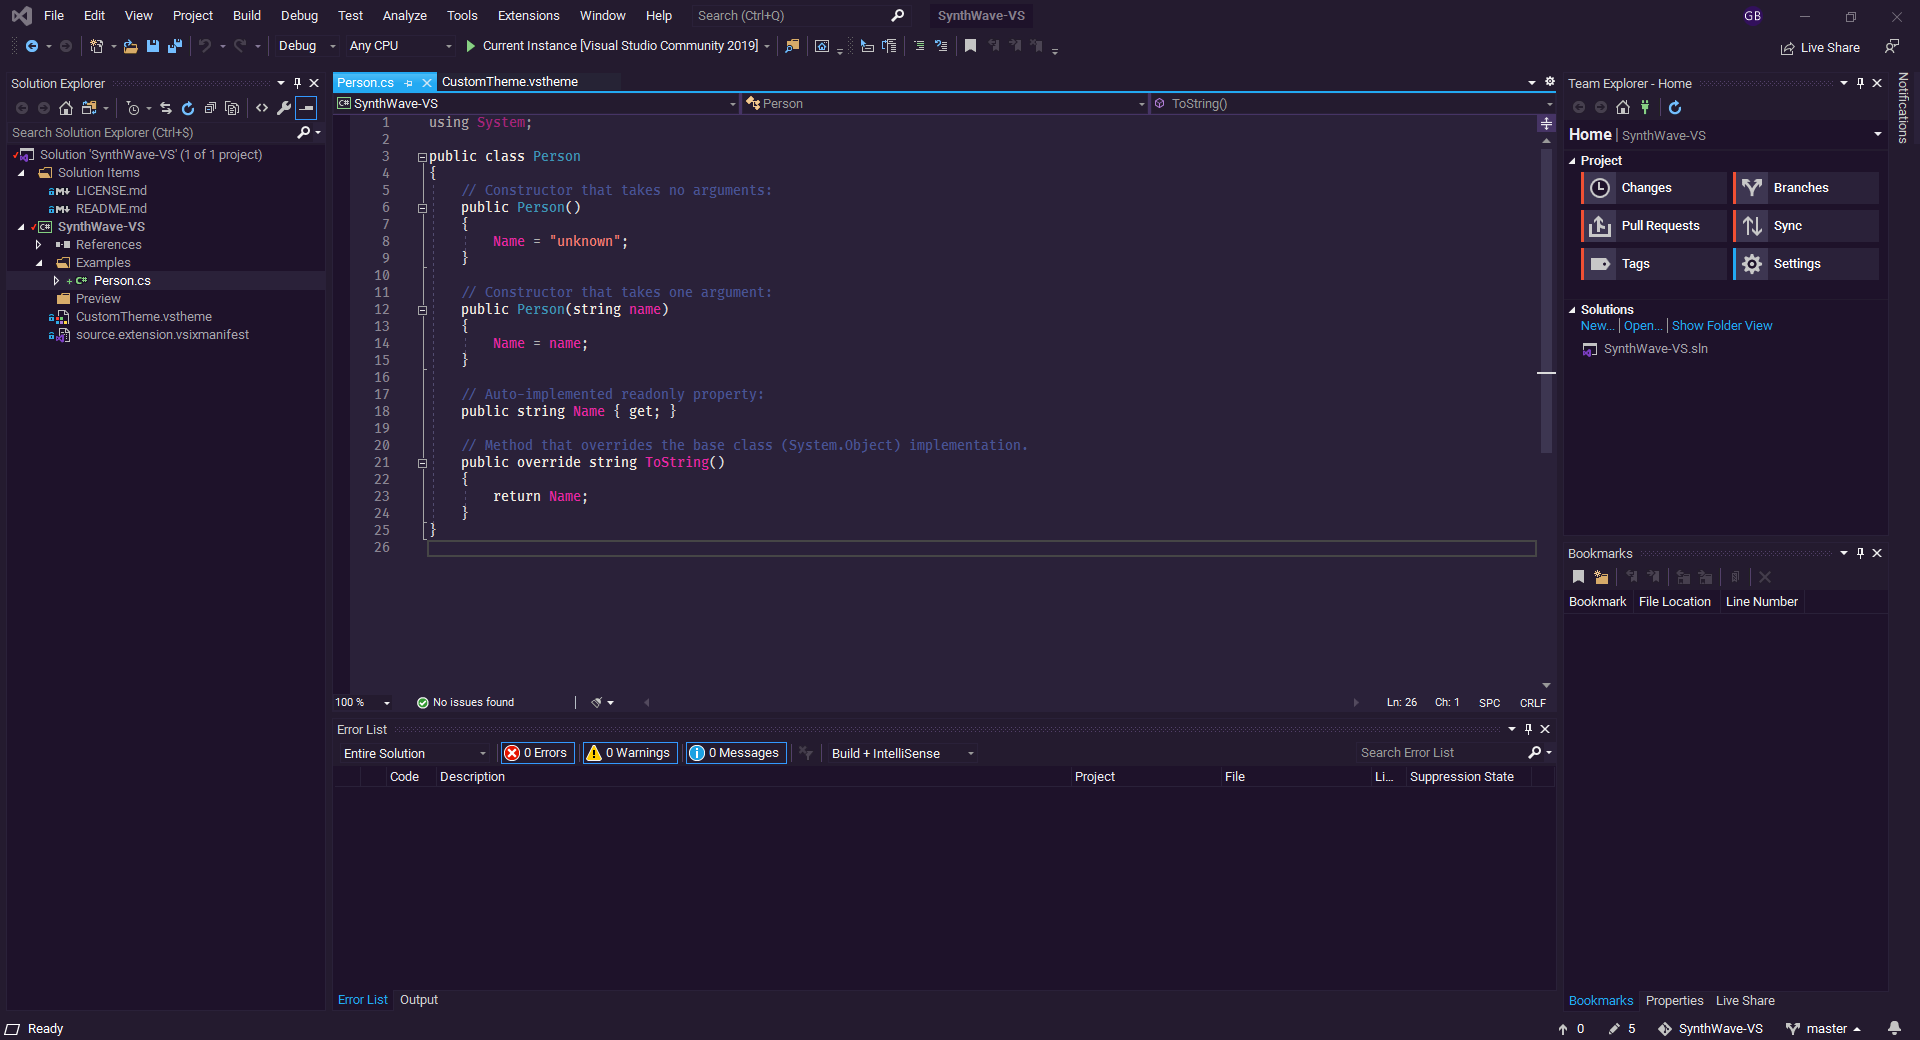 File Edit View Project Build Debug Test Analyze Tools Extensions Window Help Search (Ctrl+Q) SynthWave-VS GB
Debug Any CPU Current Instance [Visual Studio Community 2019] Live Share
Solution Explorer
Search Solution Explorer (Ctrl+$)
Solution 'SynthWave-VS' (1 of 1 project)
Solution Items
M+ LICENSE.md
M+ README.md
C# SynthWave-VS
References
Examples
C# Person.cs
Preview
CustomTheme.vstheme
source.extension.vsixmanifest
Person.cs CustomTheme.vstheme
C# SynthWave-VS Person ToString()
1 using System;
2
3 public class Person
4 {
5 // Constructor that takes no arguments:
6 public Person()
7 {
8 Name = "unknown";
9 }
10
11 // Constructor that takes one argument:
12 public Person(string name)
13 {
14 Name = name;
15 }
16
17 // Auto-implemented readonly property:
18 public string Name { get; }
19
20 // Method that overrides the base class (System.Object) implementation.
21 public override string ToString()
22 {
23 return Name;
24 }
25 }
26
100 % No issues found Ln: 26 Ch: 1 SPC CRLF
Error List
Entire Solution 0 Errors 0 Warnings 0 Messages Build + IntelliSense Search Error List
Code Description Project File Li... Suppression State
Error List Output
Team Explorer - Home
Home | SynthWave-VS
Project
Changes Branches
Pull Requests Sync
Tags Settings
Solutions
New... | Open... | Show Folder View
SynthWave-VS.sln
Notifications
Bookmarks
Bookmark File Location Line Number
Bookmarks Properties Live Share
Ready 0 5 SynthWave-VS master